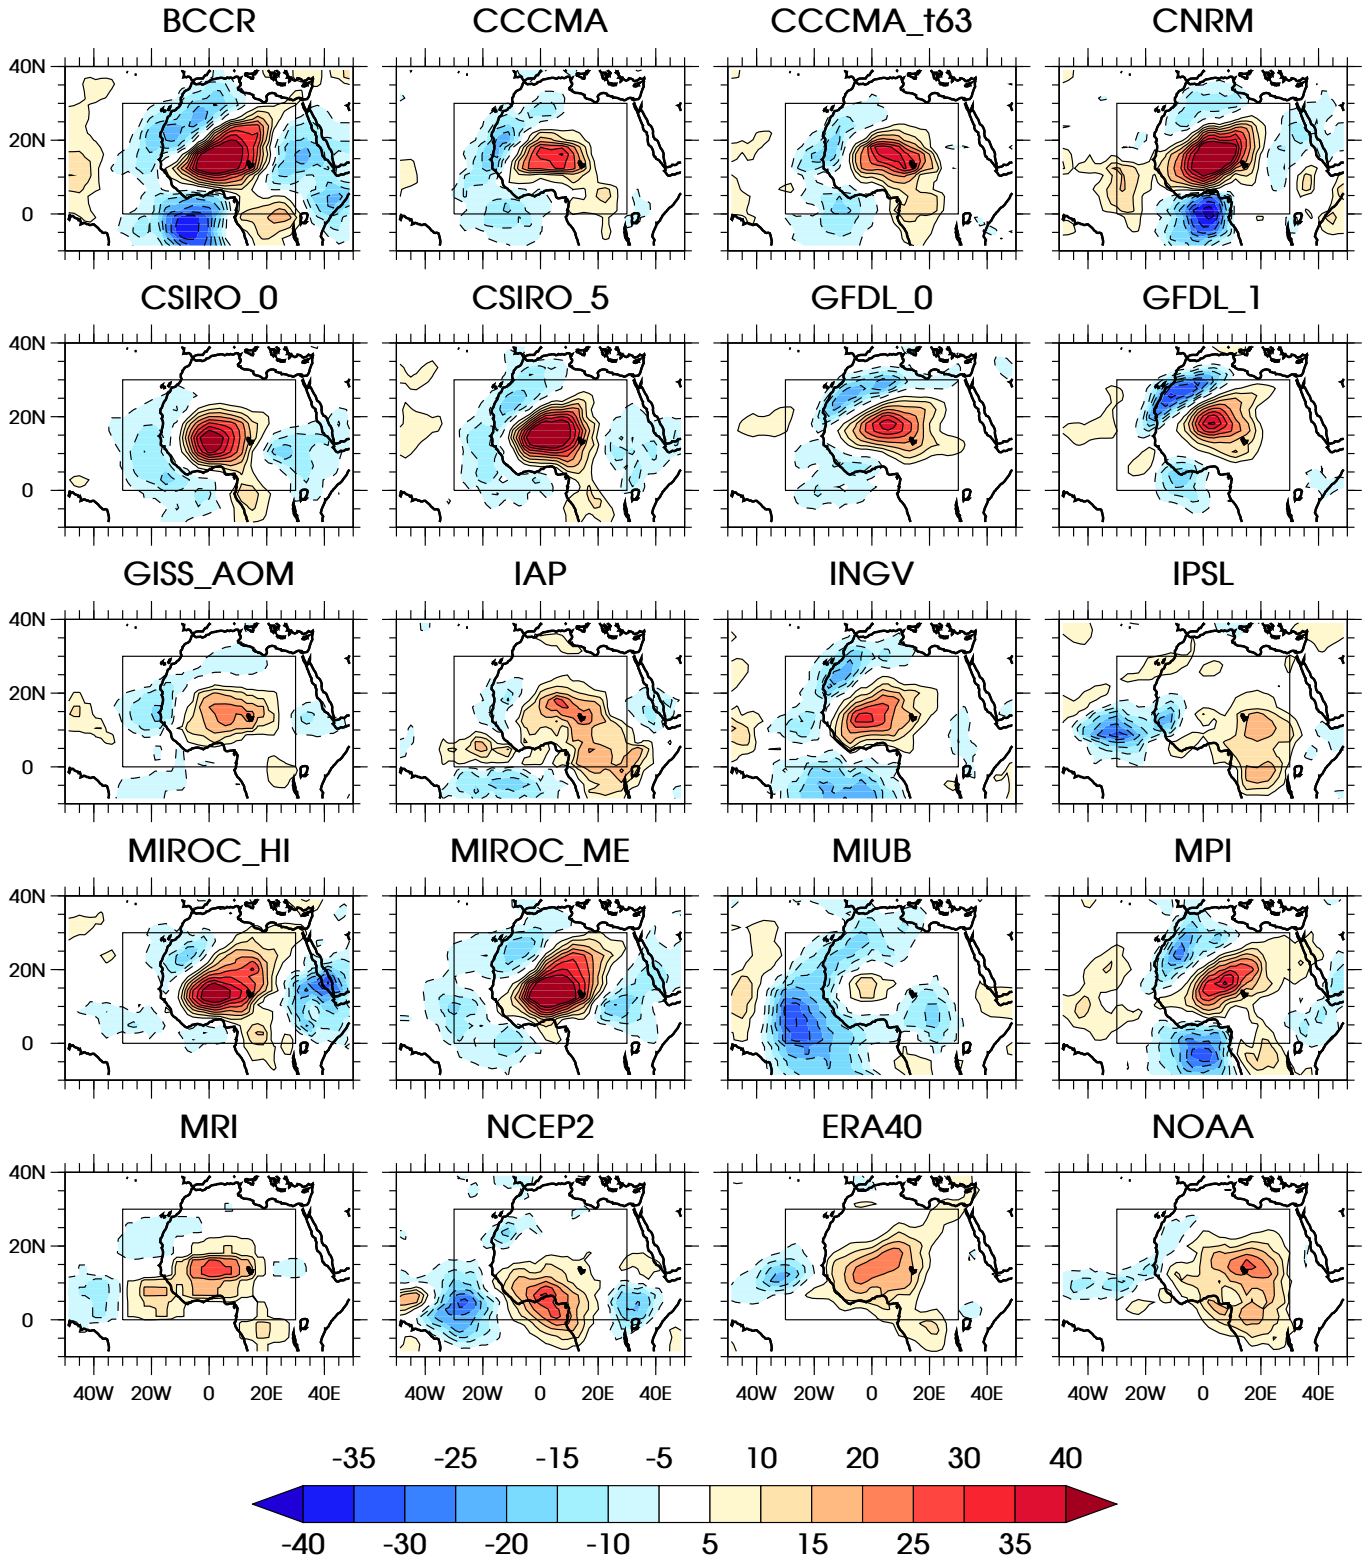 BCCR CCCMA CCCMA_t63 CNRM
40N
20N
0
CSIRO_0 CSIRO_5 GFDL_0 GFDL_1
40N
20N
0
GISS_AOM IAP INGV IPSL
40N
20N
0
MIROC_HI MIROC_ME MIUB MPI
40N
20N
0
MRI NCEP2 ERA40 NOAA
40N
20N
0
40W 20W 0 20E 40E 40W 20W 0 20E 40E 40W 20W 0 20E 40E 40W 20W 0 20E 40E
-35 -25 -15 -5 10 20 30 40
-40 -30 -20 -10 5 15 25 35